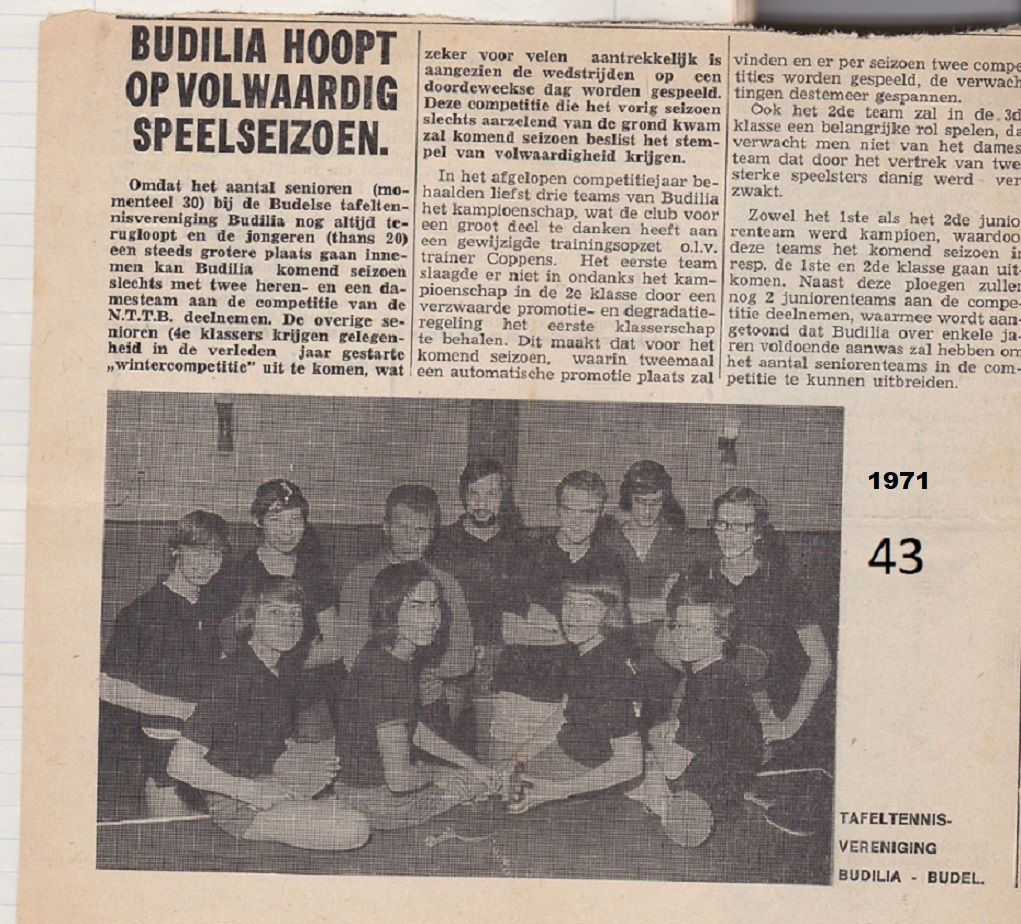 BUDILIA HOOPT
OP VOLWAARDIG
SPEELSEIZOEN.
Omdat het aantal senioren (mo-
menteel 30) bij de Budelse tafelten-
nisvereniging Budilia nog altijd te-
rugloopt en de jongeren (thans 20)
een steeds grotere plaats gaan inne-
men kan Budilia komend seizoen
slechts met twee heren- en een da-
mesteam aan de competitie van de
N.T.T.B. deelnemen. De overige se-
nioren (4e klassers krijgen gelegen-
heid in de verleden jaar gestarte
„wintercompetitie” uit te komen, wat
zeker voor velen aantrekkelijk is
aangezien de wedstrijden op een
doordeweekse dag worden gespeeld.
Deze competitie die het vorig seizoen
slechts aarzelend van de grond kwam
zal komend seizoen beslist het stem-
pel van volwaardigheid krijgen.
In het afgelopen competitiejaar be-
haalden liefst drie teams van Budilia
het kampioenschap, wat de club voor
een groot deel te danken heeft aan
een gewijzigde trainingsopzet o.l.v.
trainer Coppens. Het eerste team
slaagde er niet in ondanks het kam-
pioenschap in de 2e klasse door een
verzwaarde promotie- en degradatie-
regeling het eerste klasserschap
te behalen. Dit maakt dat voor het
komend seizoen, waarin tweemaal
een automatische promotie plaats zal
vinden en er per seizoen twee compe
tities worden gespeeld, de verwach
tingen destemeer gespannen.
Ook het 2de team zal in de 3d
klasse een belangrijke rol spelen, da
verwacht men niet van het dames
team dat door het vertrek van twe
sterke speelsters danig werd ver
zwakt.
Zowel het 1ste als het 2de junio
renteam werd kampioen, waardoo
deze teams het komend seizoen in
resp. de 1ste en 2de klasse gaan uit-
komen. Naast deze ploegen zullen
nog 2 juniorenteams aan de compe-
titie deelnemen, waarmee wordt aan-
getoond dat Budilia over enkele ja-
ren voldoende aanwas zal hebben om
het aantal seniorenteams in de com-
petitie te kunnen uitbreiden.
1971
43
TAFELTENNIS-
VERENIGING
BUDILIA - BUDEL.